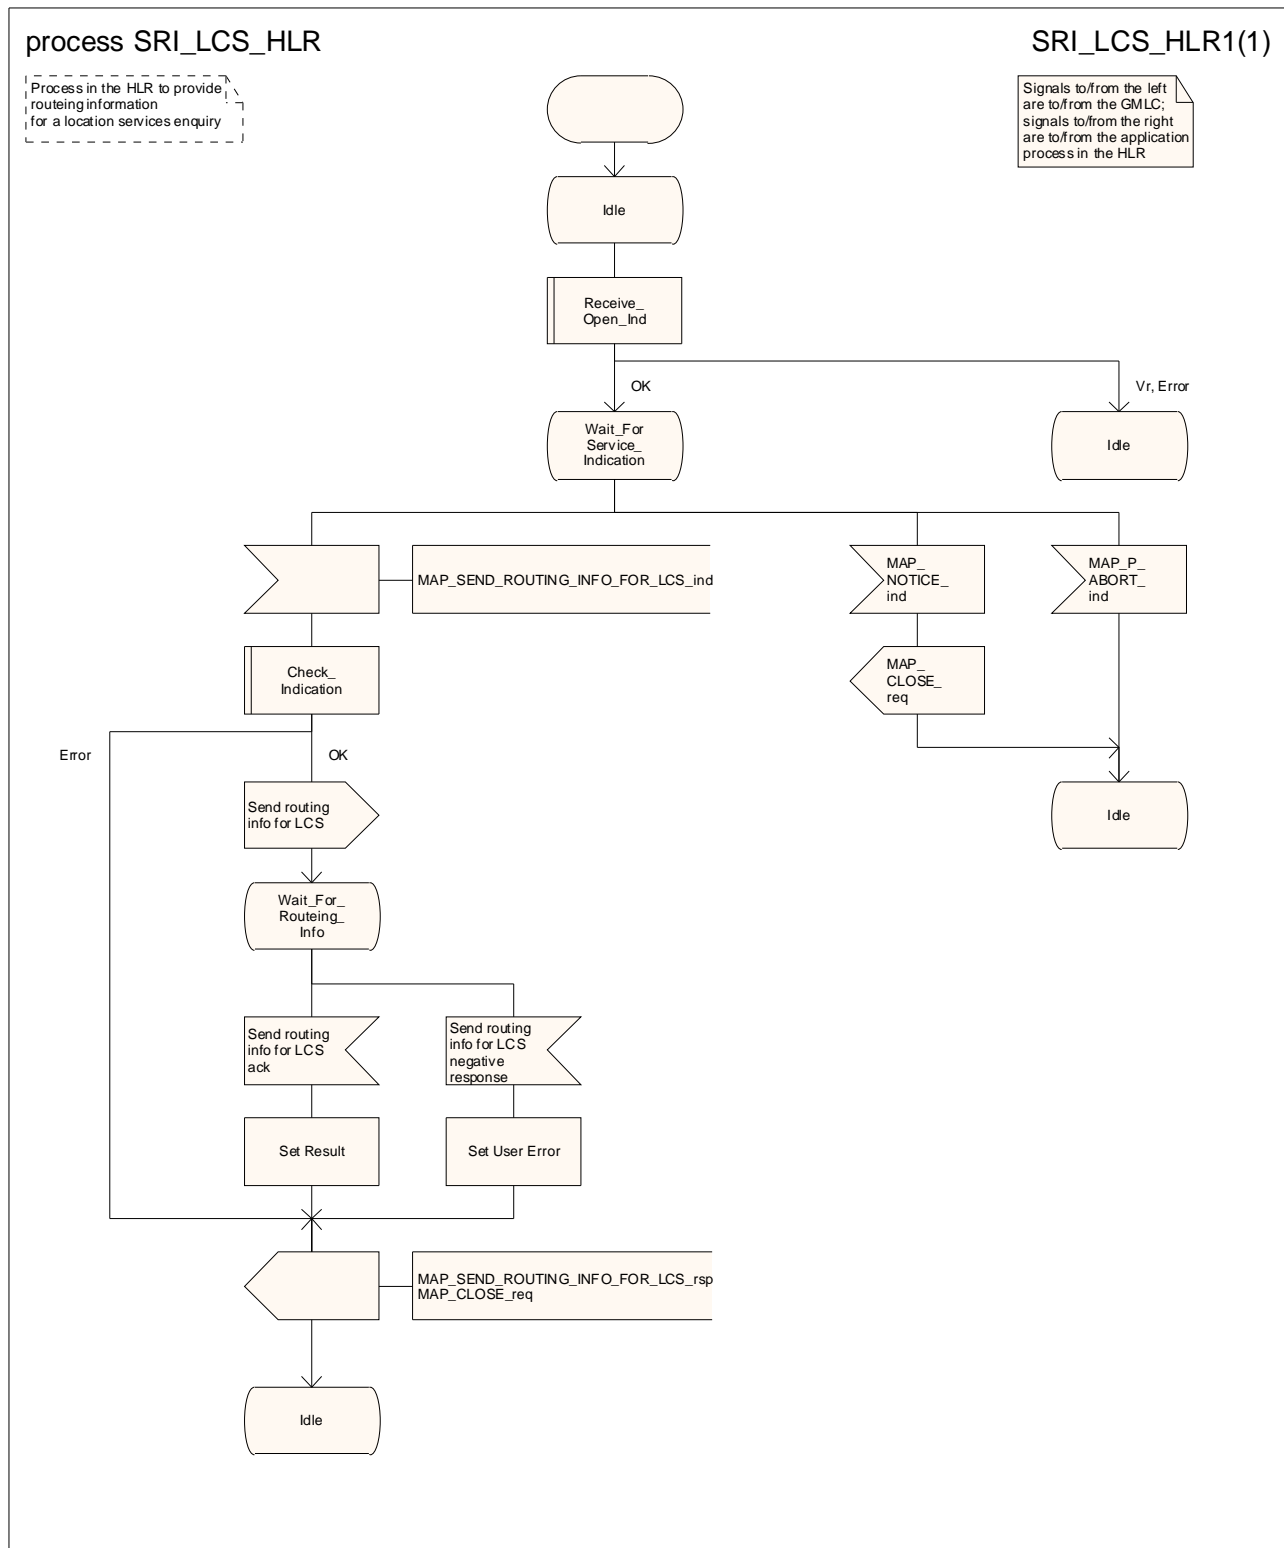 process SRI_LCS_HLR
SRI_LCS_HLR1(1)
Process in the HLR to provide
routeing information
for a location services enquiry
Signals to/from the left
are to/from the GMLC;
signals to/from the right
are to/from the application
process in the HLR
Idle
Receive_
Open_Ind
OK
Vr, Error
Wait_For
Service_
Indication
Idle
MAP_SEND_ROUTING_INFO_FOR_LCS_ind
MAP_
NOTICE_
ind
MAP_P_
ABORT_
ind
Check_
Indication
MAP_
CLOSE_
req
Error
OK
Send routing
info for LCS
Idle
Wait_For_
Routeing_
Info
Send routing
info for LCS
ack
Send routing
info for LCS
negative
response
Set Result
Set User Error
MAP_SEND_ROUTING_INFO_FOR_LCS_rsp
MAP_CLOSE_req
Idle